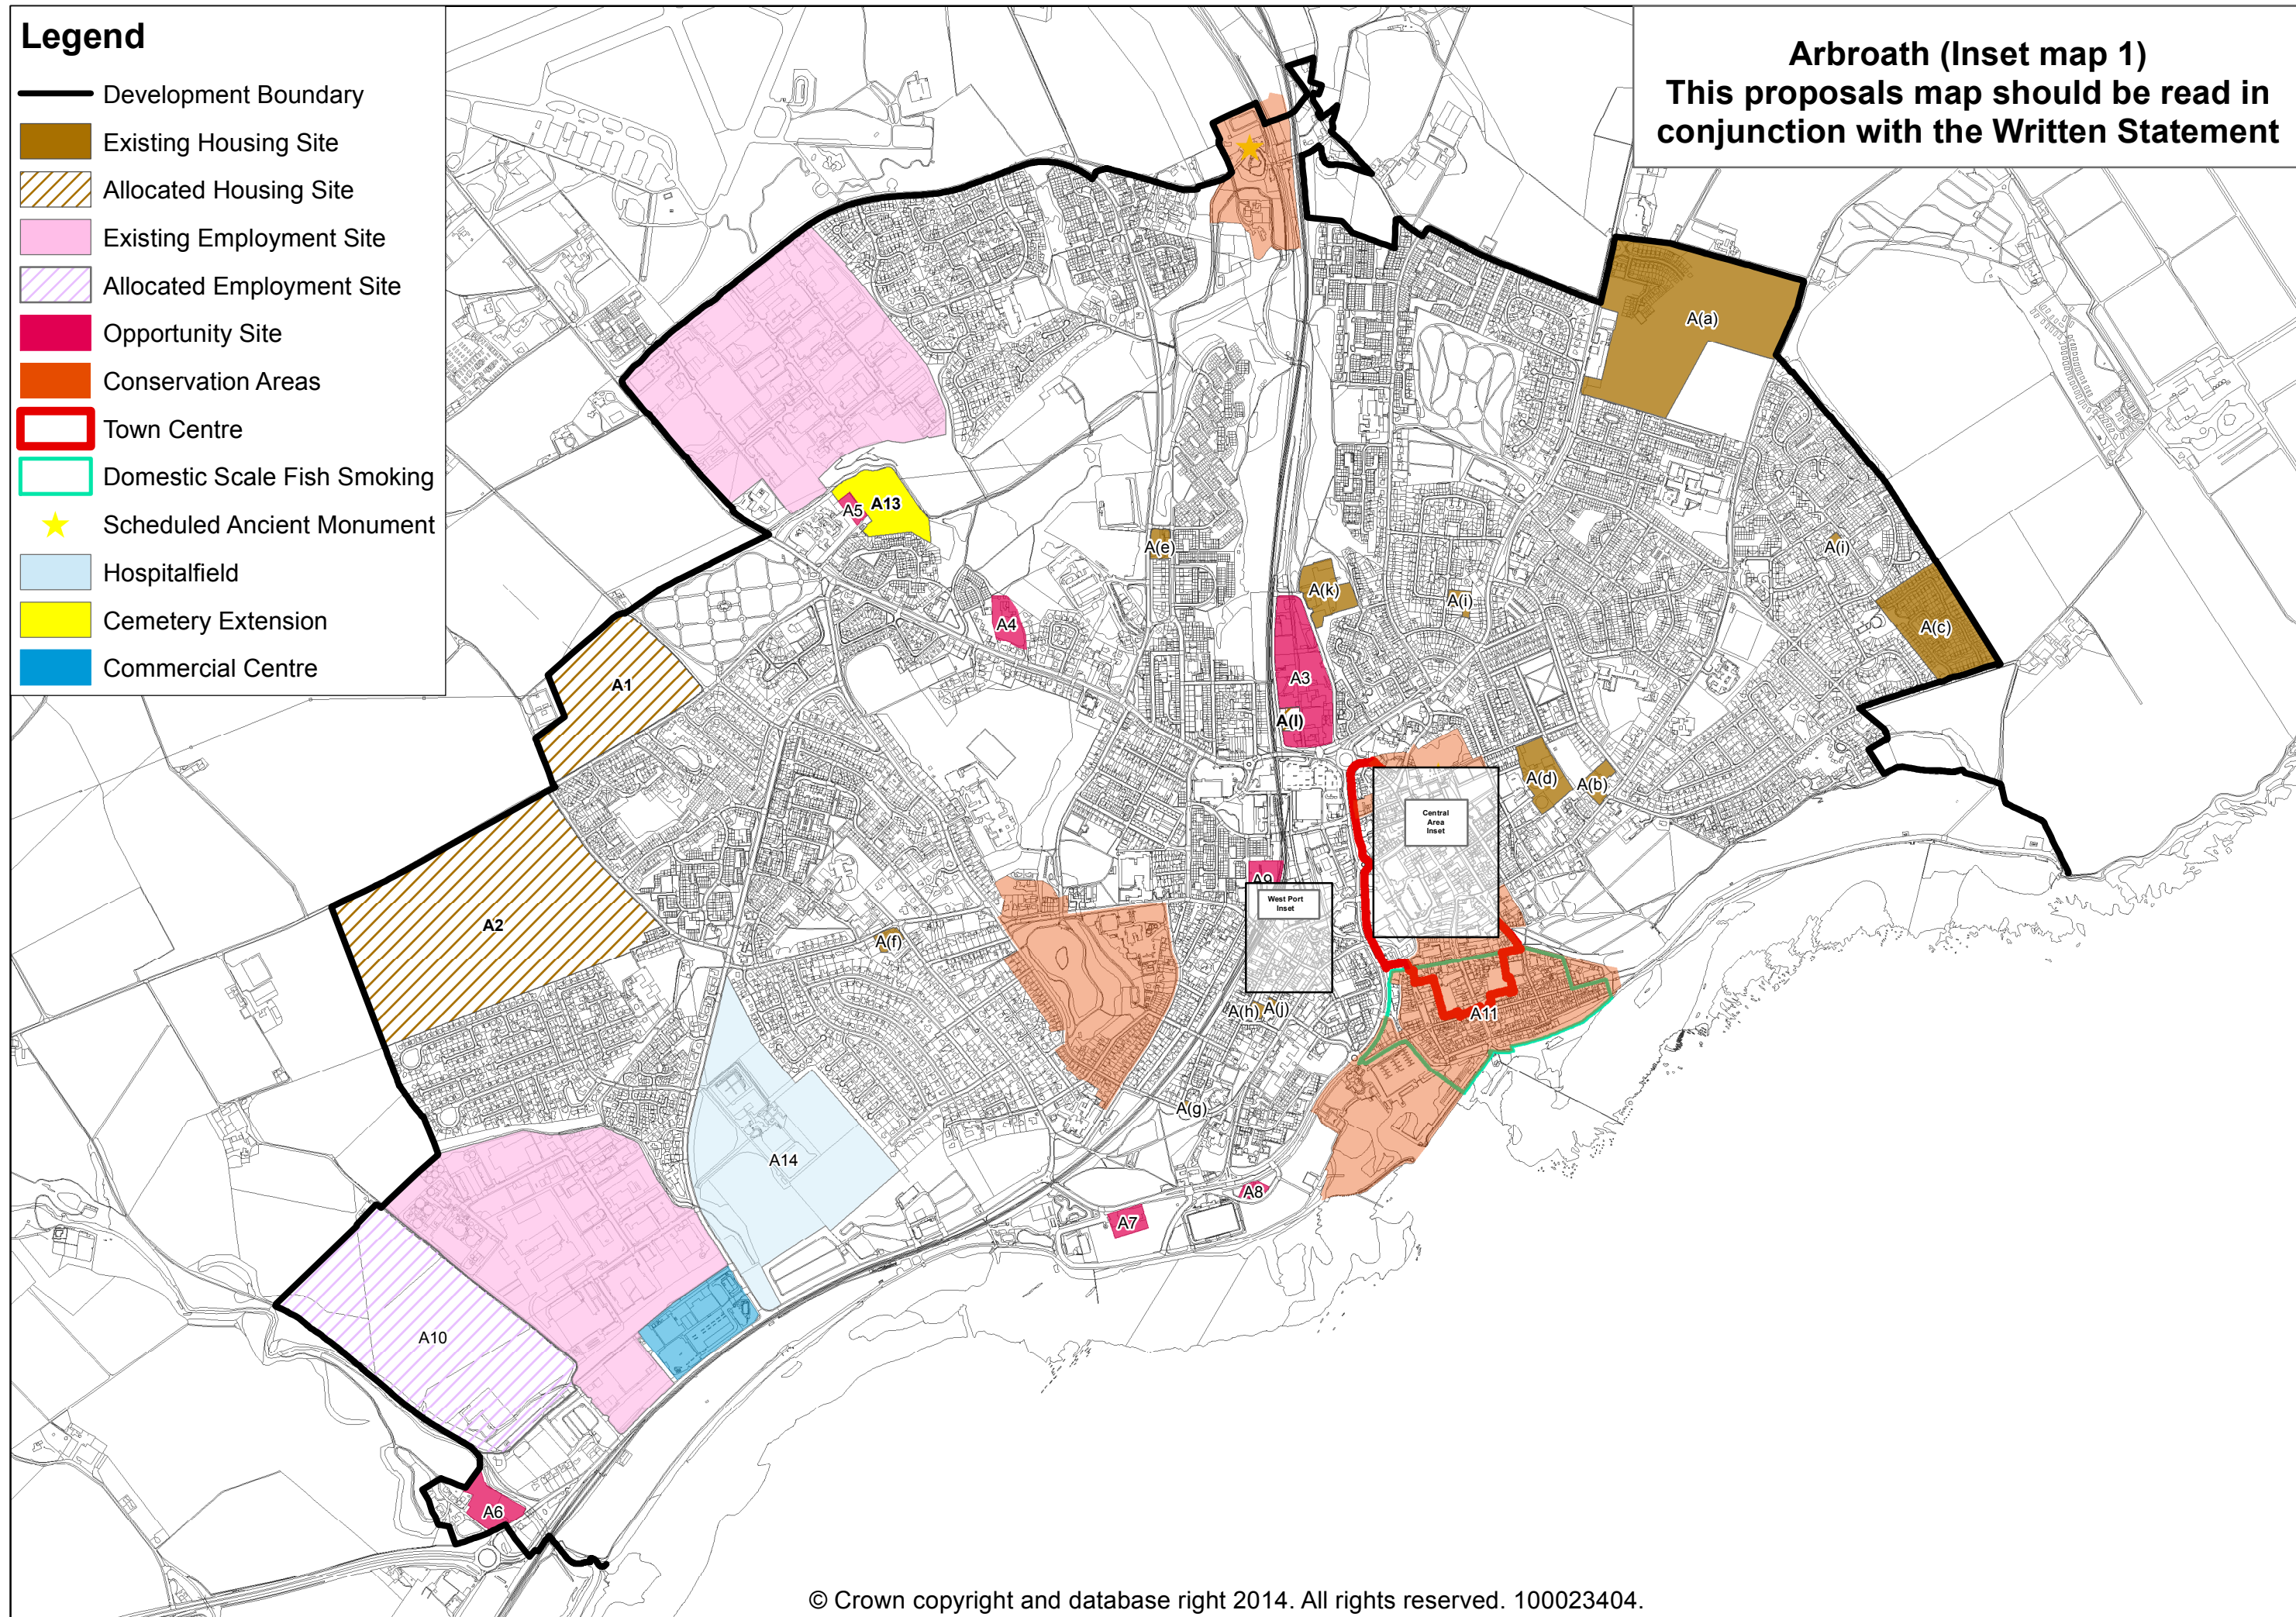 Legend
Development Boundary
Existing Housing Site
Allocated Housing Site
Existing Employment Site
Allocated Employment Site
Opportunity Site
Conservation Areas
Town Centre
Domestic Scale Fish Smoking
Scheduled Ancient Monument
Hospitalfield
Cemetery Extension
Commercial Centre
Arbroath (Inset map 1)
This proposals map should be read in
conjunction with the Written Statement
A(a)
A5
A13
A(e)
A(i)
A(k)
A(i)
A4
A(c)
A1
A3
A(l)
A(d)
A(b)
Central
Area
Inset
A9
West Port
Inset
A2
A(f)
A(h)
A(j)
A11
A(g)
A14
A8
A7
A10
A6
© Crown copyright and database right 2014. All rights reserved. 100023404.